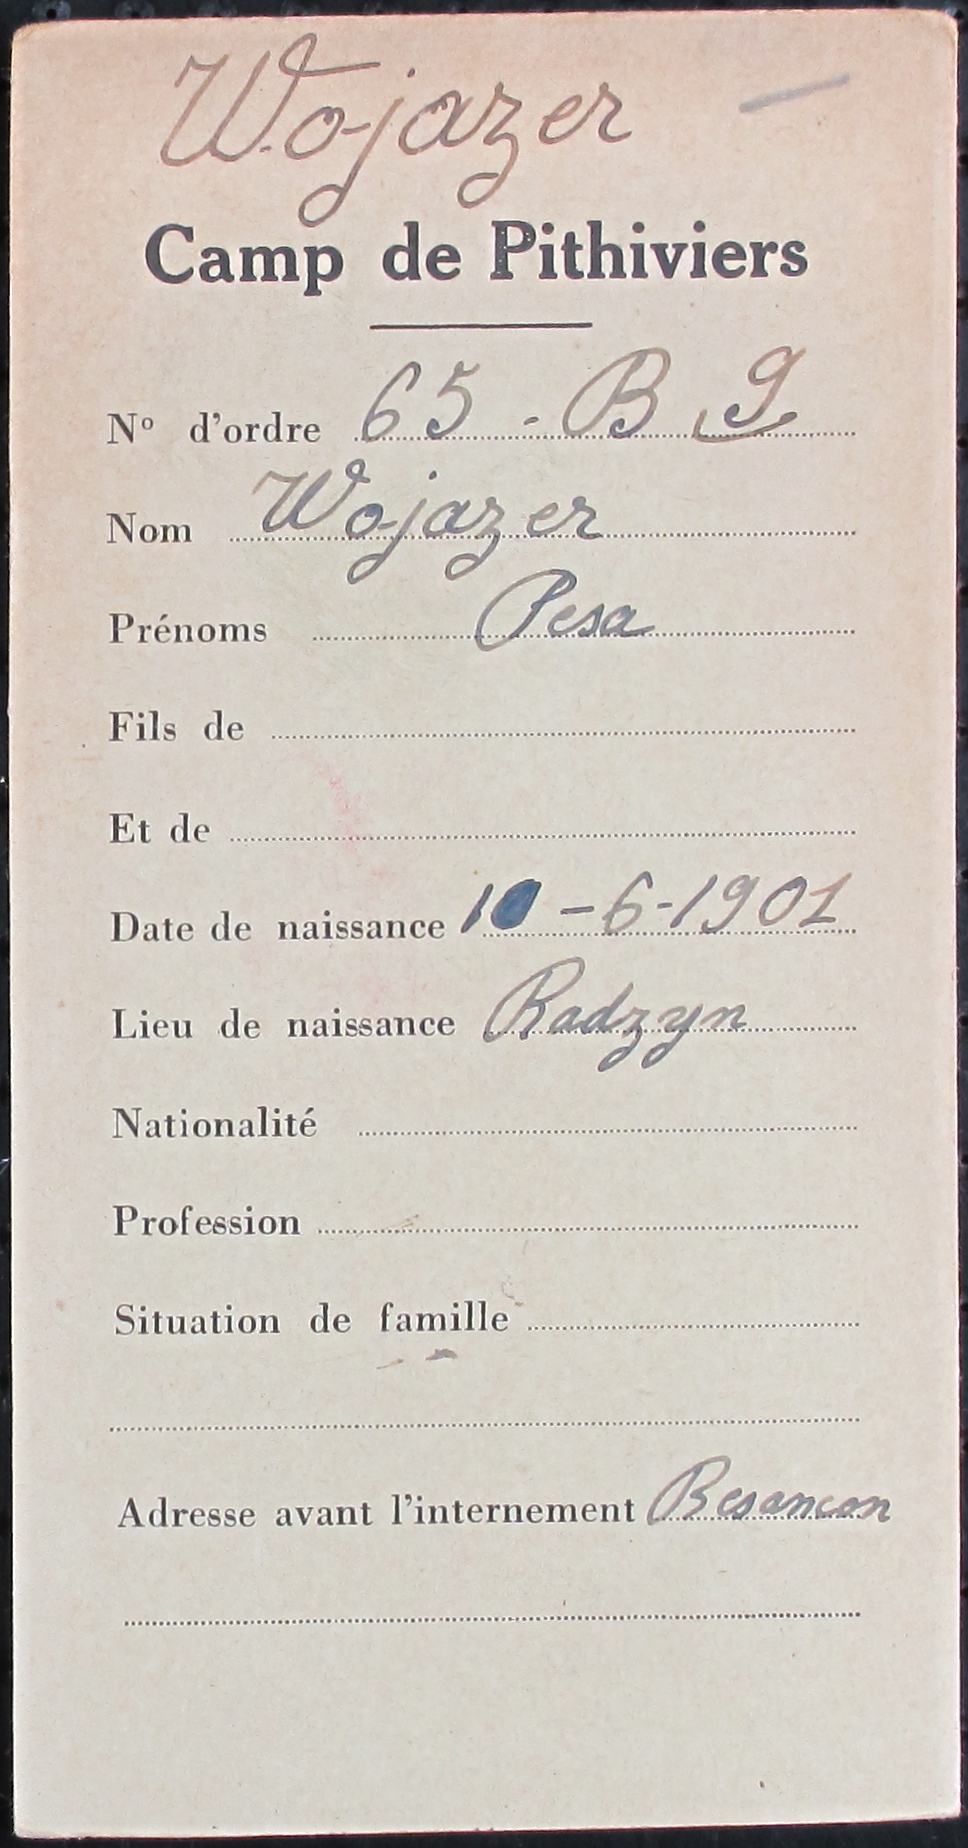 Wojazer
Camp de Pithiviers
Nº d'ordre 65 - B 9
Nom Wojazer
Prénoms Pesa
Fils de
Et de
Date de naissance 10-6-1901
Lieu de naissance Radzyn
Nationalité
Profession
Situation de famille
Adresse avant l'internement Besancon